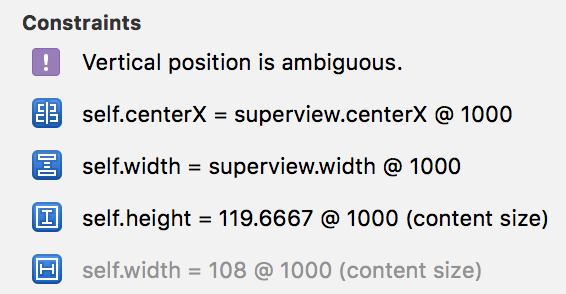 Constraints
Vertical position is ambiguous.
self.centerX = superview.centerX @ 1000
self.width = superview.width @ 1000
self.height = 119.6667 @ 1000 (content size)
self.width = 108 @ 1000 (content size)